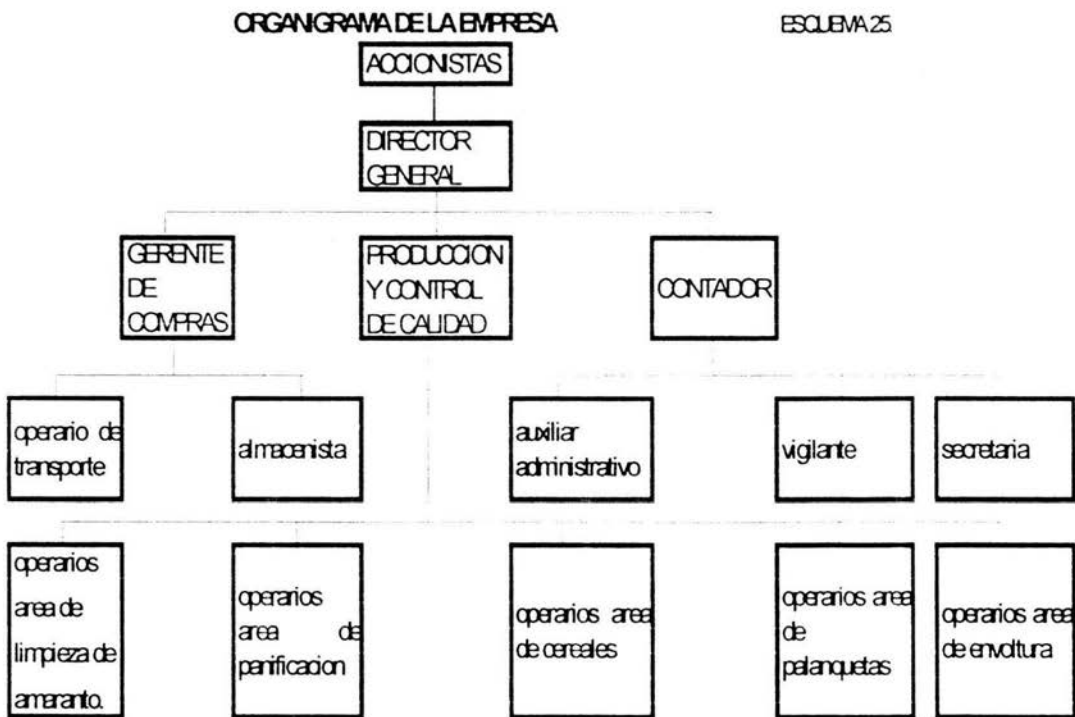 ORGANIGRAMA DE LA EMPRESA
ESQUEMA 25.
ACCIONISTAS
DIRECTOR
GENERAL
GERENTE
DE
COMPRAS
PRODUCCION
Y CONTROL
DE CALIDAD
CONTADOR
operario de
transporte
almacenista
auxiliar
administrativo
vigilante
secretaria
operarios
area de
limpieza de
amaranto.
operarios
area de
panificacion
operarios area
de cereales
operarios area
de
palanquetas
operarios area
de envoltura